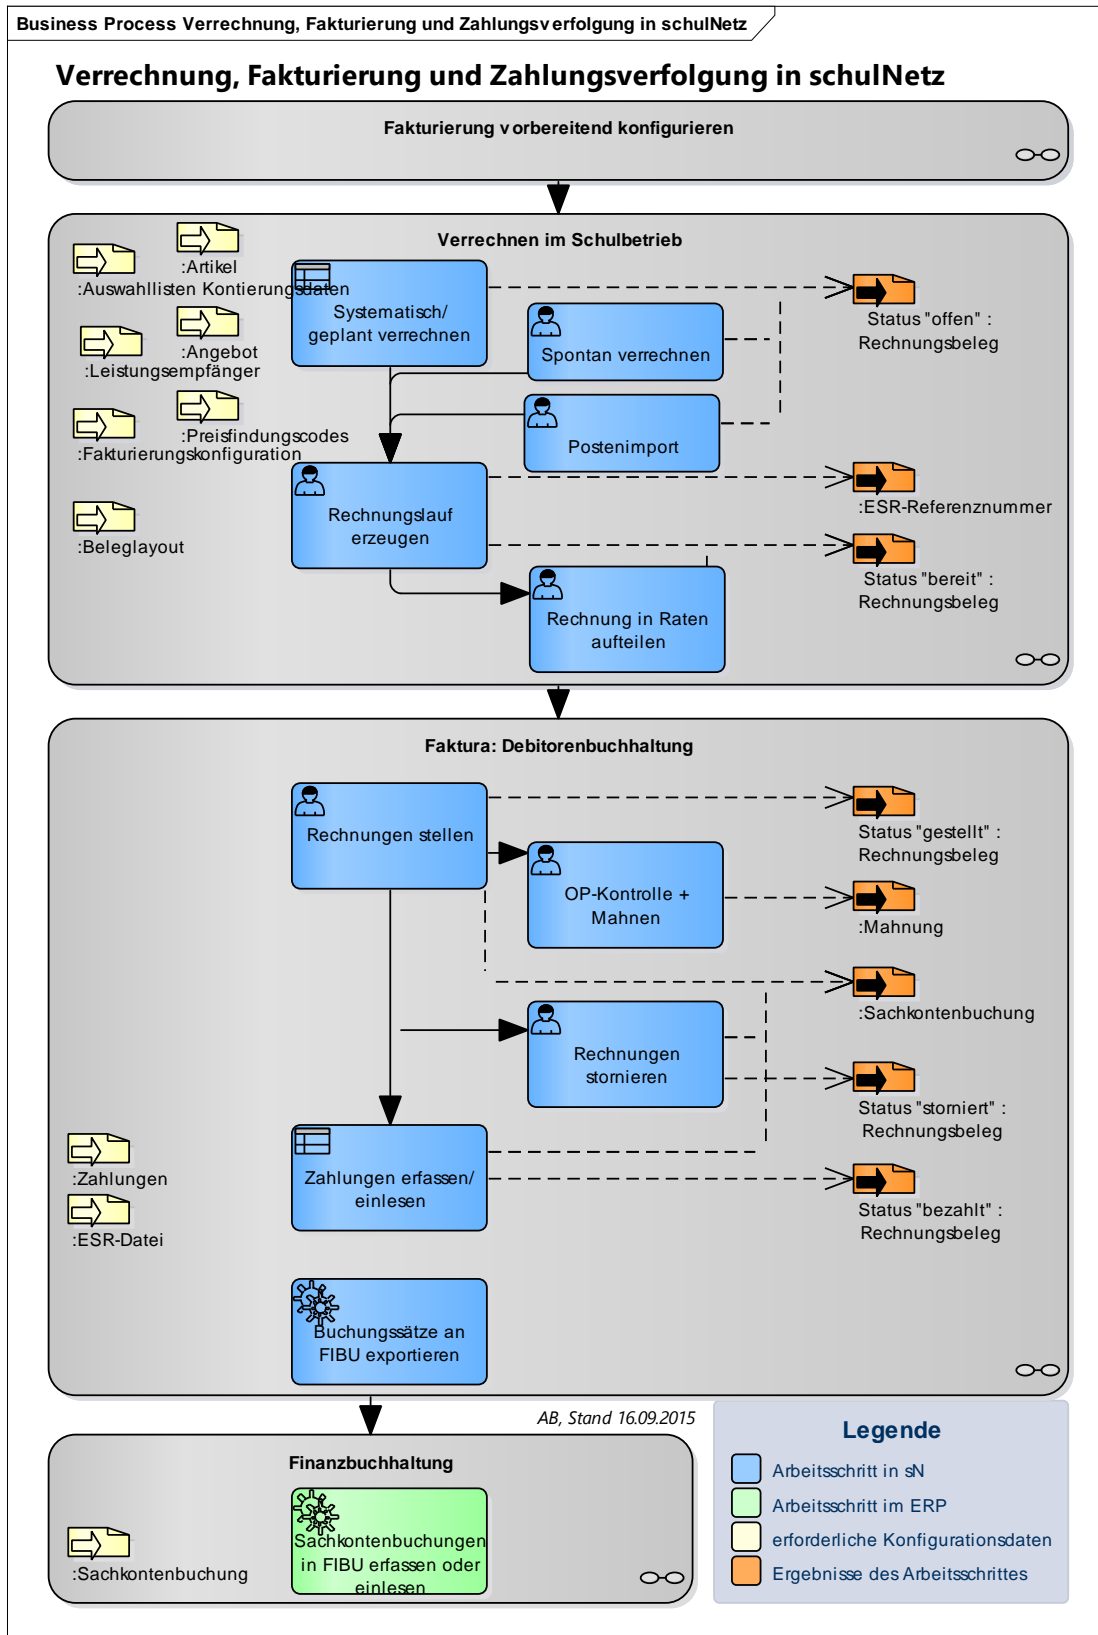 Business Process Verrechnung, Fakturierung und Zahlungsverfolgung in schulNetz
Verrechnung, Fakturierung und Zahlungsverfolgung in schulNetz
Fakturierung vorbereitend konfigurieren
Verrechnen im Schulbetrieb
:Artikel
:Auswahllisten Kontierungsdaten
:Angebot
:Leistungsempfänger
:Preisfindungscodes
:Fakturierungskonfiguration
:Beleglayout
Systematisch/
geplant verrechnen
Spontan verrechnen
Postenimport
Rechnungslauf
erzeugen
Rechnung in Raten
aufteilen
Status "offen" :
Rechnungsbeleg
:ESR-Referenznummer
Status "bereit" :
Rechnungsbeleg
Faktura: Debitorenbuchhaltung
Rechnungen stellen
OP-Kontrolle +
Mahnen
Rechnungen
stornieren
Zahlungen erfassen/
einlesen
Buchungssätze an
FIBU exportieren
Status "gestellt" :
Rechnungsbeleg
:Mahnung
:Sachkontenbuchung
Status "storniert" :
Rechnungsbeleg
Status "bezahlt" :
Rechnungsbeleg
:Zahlungen
:ESR-Datei
AB, Stand 16.09.2015
Finanzbuchhaltung
Sachkontenbuchungen
in FIBU erfassen oder
einlesen
:Sachkontenbuchung
Legende
Arbeitsschritt in sN
Arbeitsschritt im ERP
erforderliche Konfigurationsdaten
Ergebnisse des Arbeitsschrittes